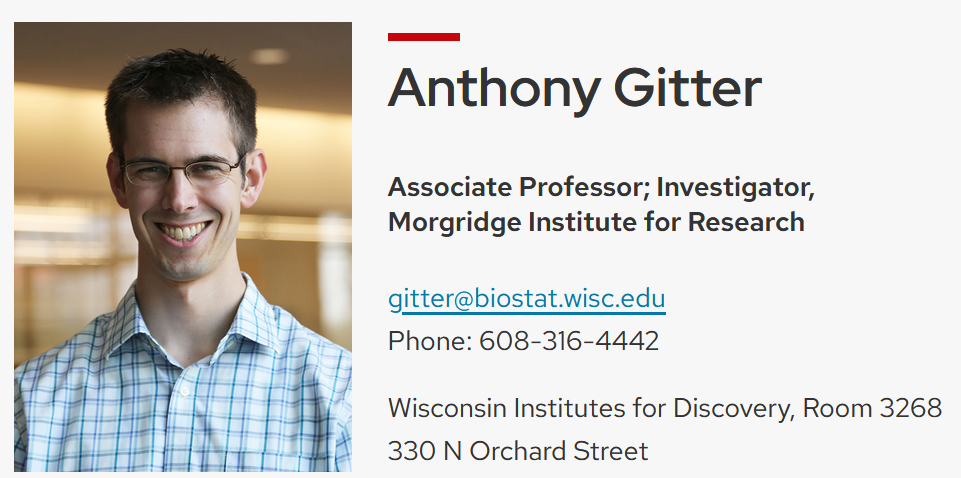 Anthony Gitter
Associate Professor; Investigator,
Morgridge Institute for Research
gitter@biostat.wisc.edu
Phone: 608-316-4442
Wisconsin Institutes for Discovery, Room 3268
330 N Orchard Street